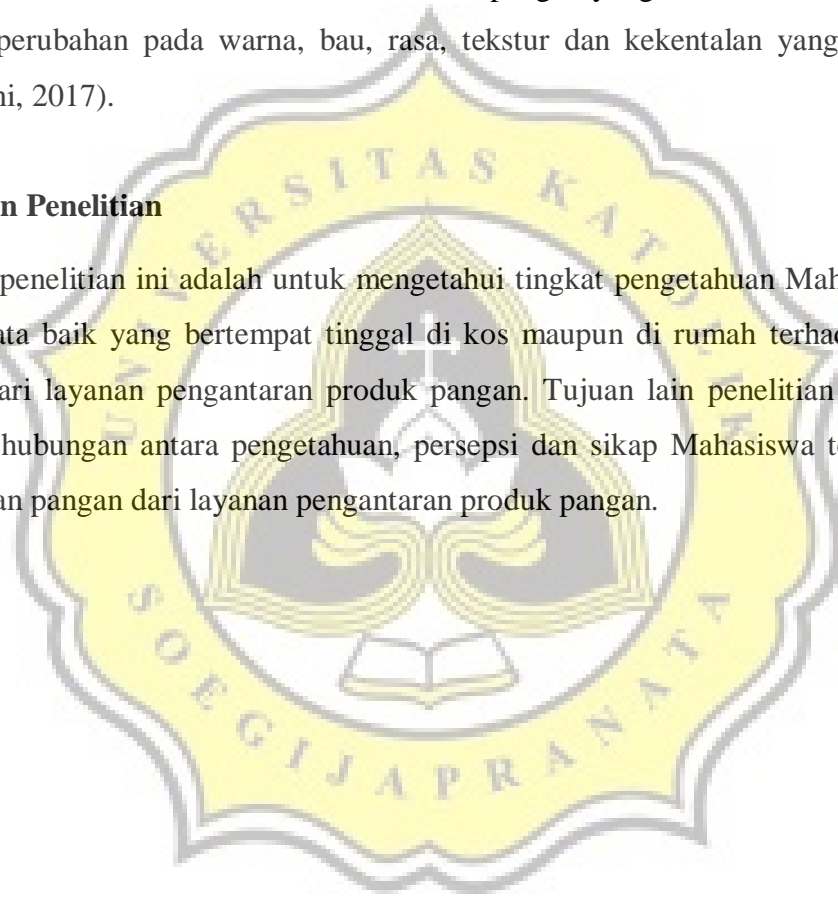 perubahan pada warna, bau, rasa, tekstur dan kekentalan yang
ni, 2017).
n Penelitian
penelitian ini adalah untuk mengetahui tingkat pengetahuan Mah
ata baik yang bertempat tinggal di kos maupun di rumah terhad
ari layanan pengantaran produk pangan. Tujuan lain penelitian
hubungan antara pengetahuan, persepsi dan sikap Mahasiswa t
an pangan dari layanan pengantaran produk pangan.
UNIVERSITAS KATOLIK
SOEGIJAPRANATA